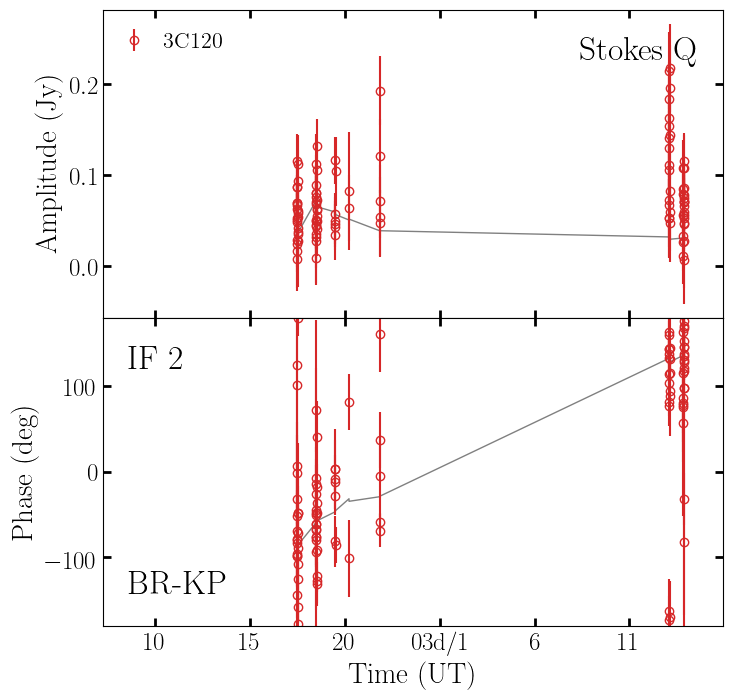 3C120
Stokes Q
Amplitude (Jy)
0.2
0.1
0.0
IF 2
BR-KP
Phase (deg)
100
0
−100
10 15 20 03d/1 6 11
Time (UT)